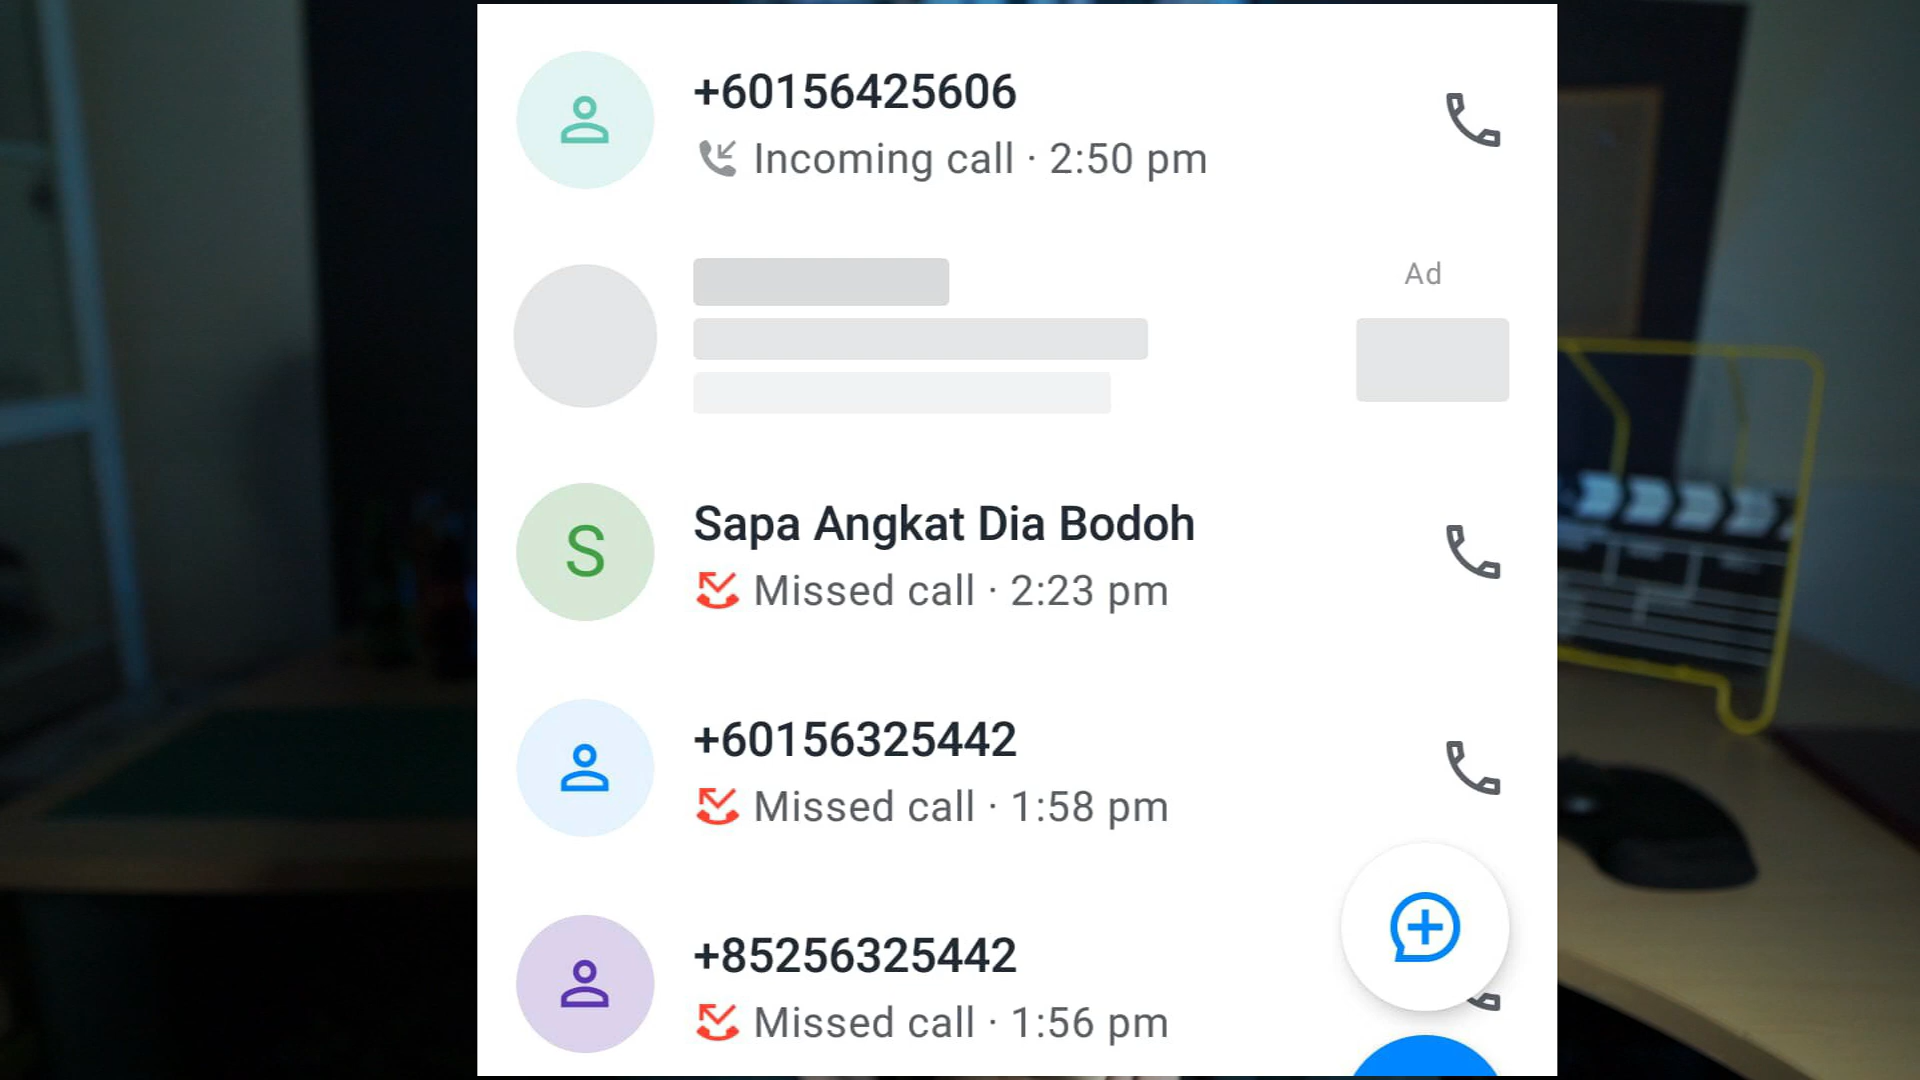 +60156425606
Incoming call · 2:50 pm
Ad
Sapa Angkat Dia Bodoh
Missed call · 2:23 pm
+60156325442
Missed call · 1:58 pm
+85256325442
Missed call · 1:56 pm